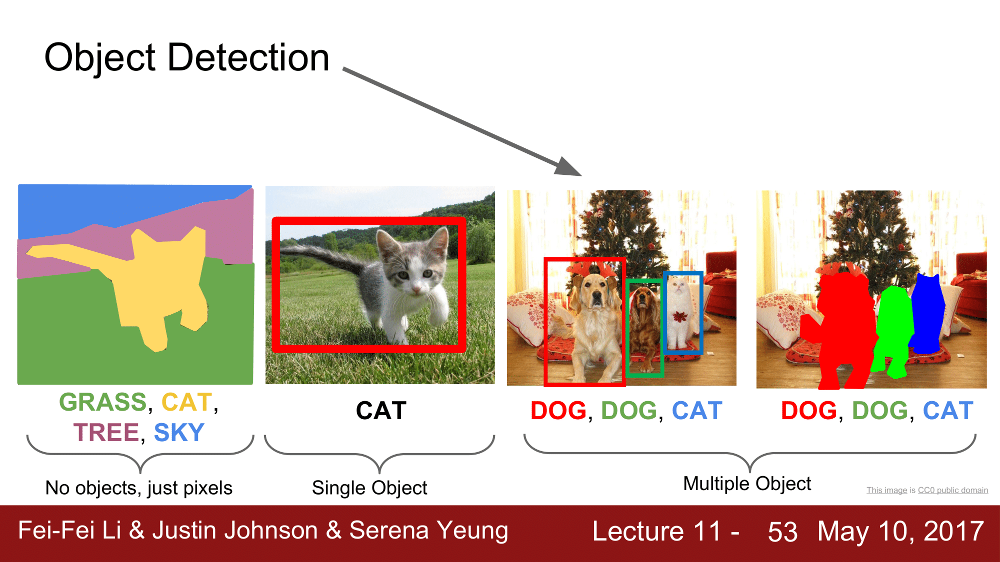 Object Detection
GRASS, CAT,
TREE, SKY
CAT
DOG, DOG, CAT
DOG, DOG, CAT
No objects, just pixels
Single Object
Multiple Object
This image is CC0 public domain
Fei-Fei Li & Justin Johnson & Serena Yeung
Lecture 11 - 53 May 10, 2017